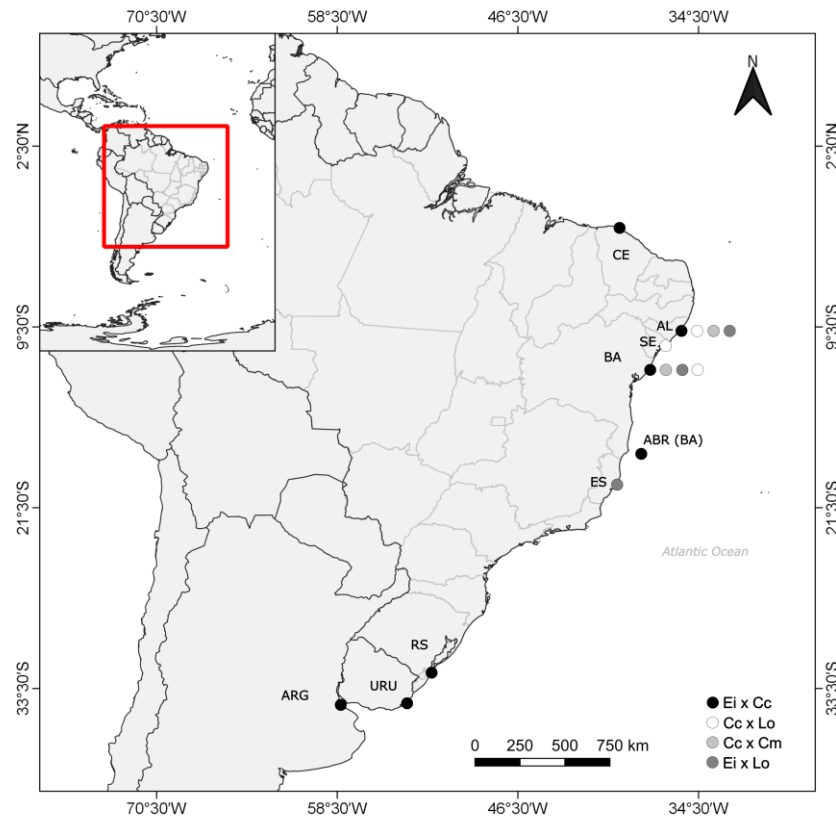 70°30'W 58°30'W 46°30'W 34°30'W
N
2°30'N 2°30'N
CE
AL
9°30'S 9°30'S
SE
BA
ABR (BA)
ES
21°30'S 21°30'S
Atlantic Ocean
RS
URU
ARG
33°30'S 33°30'S
Ei x Cc
Cc x Lo
Cc x Cm
Ei x Lo
0 250 500 750 km
70°30'W 58°30'W 46°30'W 34°30'W